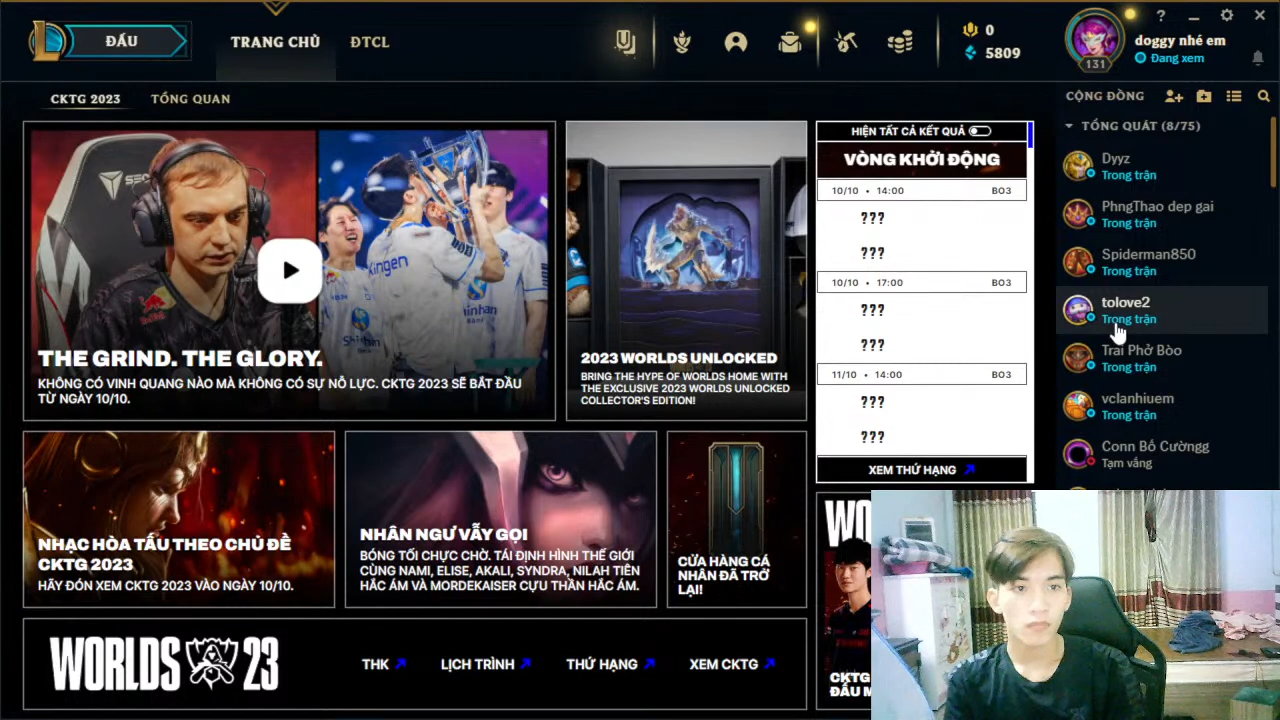 ĐẤU
TRANG CHỦ
ĐTCL
0
5809
?
doggy nhé em
Đang xem
131
CKTG 2023
TỔNG QUAN
CỘNG ĐỒNG
TỔNG QUÁT (8/75)
THE GRIND. THE GLORY.
KHÔNG CÓ VINH QUANG NÀO MÀ KHÔNG CÓ SỰ NỖ LỰC. CKTG 2023 SẼ BẮT ĐẦU
TỪ NGÀY 10/10.
2023 WORLDS UNLOCKED
BRING THE HYPE OF WORLDS HOME WITH
THE EXCLUSIVE 2023 WORLDS UNLOCKED
COLLECTOR'S EDITION!
HIỆN TẤT CẢ KẾT QUẢ
VÒNG KHỞI ĐỘNG
10/10 • 14:00 BO3
???
???
10/10 • 17:00 BO3
???
???
11/10 • 14:00 BO3
???
???
XEM THỨ HẠNG
Dyyz
Trong trận
PhngThao dep gai
Trong trận
Spiderman850
Trong trận
tolove2
Trong trận
Trai Phở Bòo
Trong trận
vclanhiuem
Trong trận
Conn Bố Cườngg
Tạm vắng
NHẠC HÒA TẤU THEO CHỦ ĐỀ
CKTG 2023
HÃY ĐÓN XEM CKTG 2023 VÀO NGÀY 10/10.
NHÂN NGƯ VẪY GỌI
BÓNG TỐI CHỰC CHỜ. TÁI ĐỊNH HÌNH THẾ GIỚI
CÙNG NAMI, ELISE, AKALI, SYNDRA, NILAH TIÊN
HẮC ÁM VÀ MORDEKAISER CỰU THẦN HẮC ÁM.
CỬA HÀNG CÁ
NHÂN ĐÃ TRỞ
LẠI!
WORLDS 23
THK
LỊCH TRÌNH
THỨ HẠNG
XEM CKTG
WO
CKTG
ĐẤU M